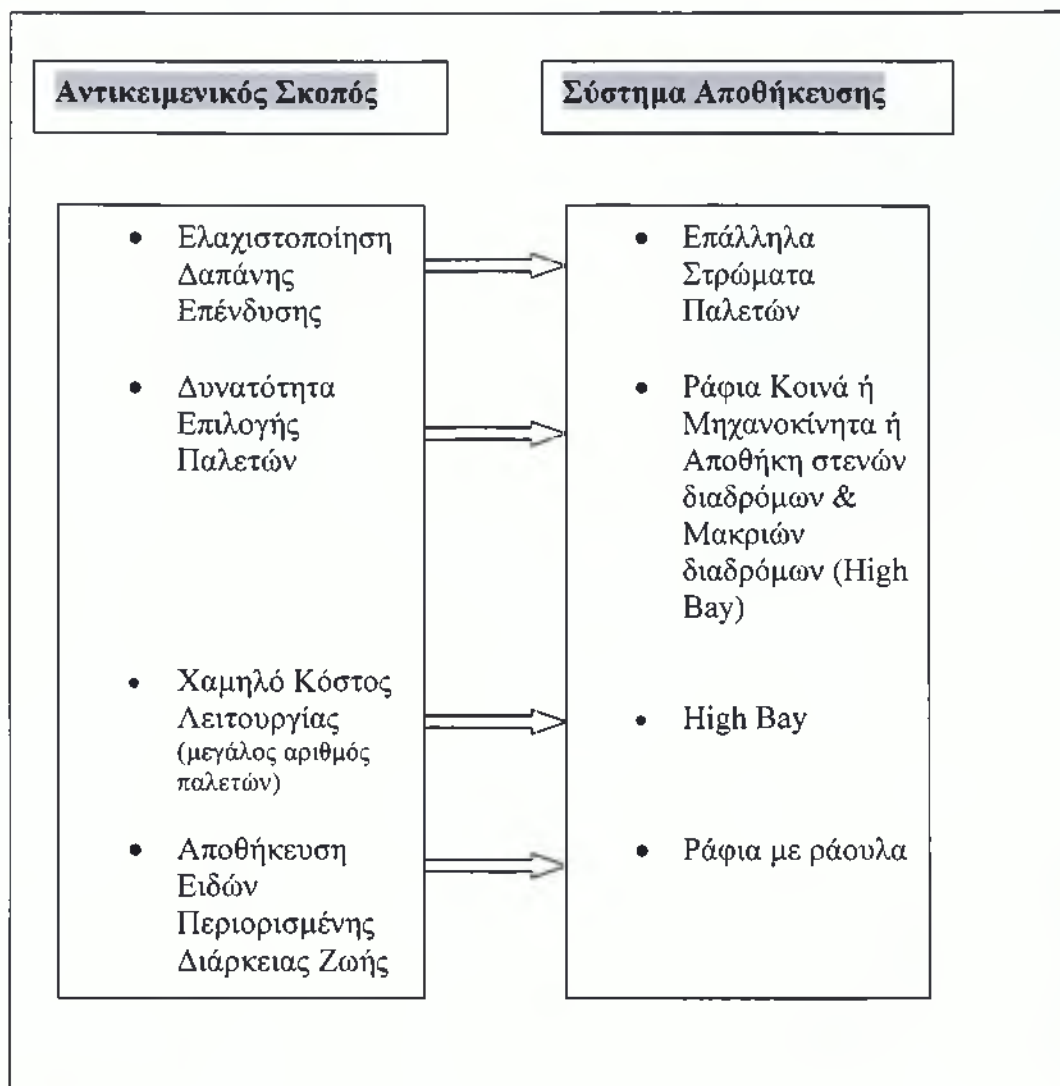 Αντικειμενικός Σκοπός
Σύστημα Αποθήκευσης
• Ελαχιστοποίηση
Δαπάνης
Επένδυσης
• Επάλληλα
Στρώματα
Παλετών
• Δυνατότητα
Επιλογής
Παλετών
• Ράφια Κοινά ή
Μηχανοκίνητα ή
Αποθήκη στενών
διαδρόμων &
Μακριών
διαδρόμων (High
Bay)
• Χαμηλό Κόστος
Λειτουργίας
(μεγάλος αριθμός
παλετών)
• High Bay
• Αποθήκευση
Ειδών
Περιορισμένης
Διάρκειας Ζωής
• Ράφια με ράουλα